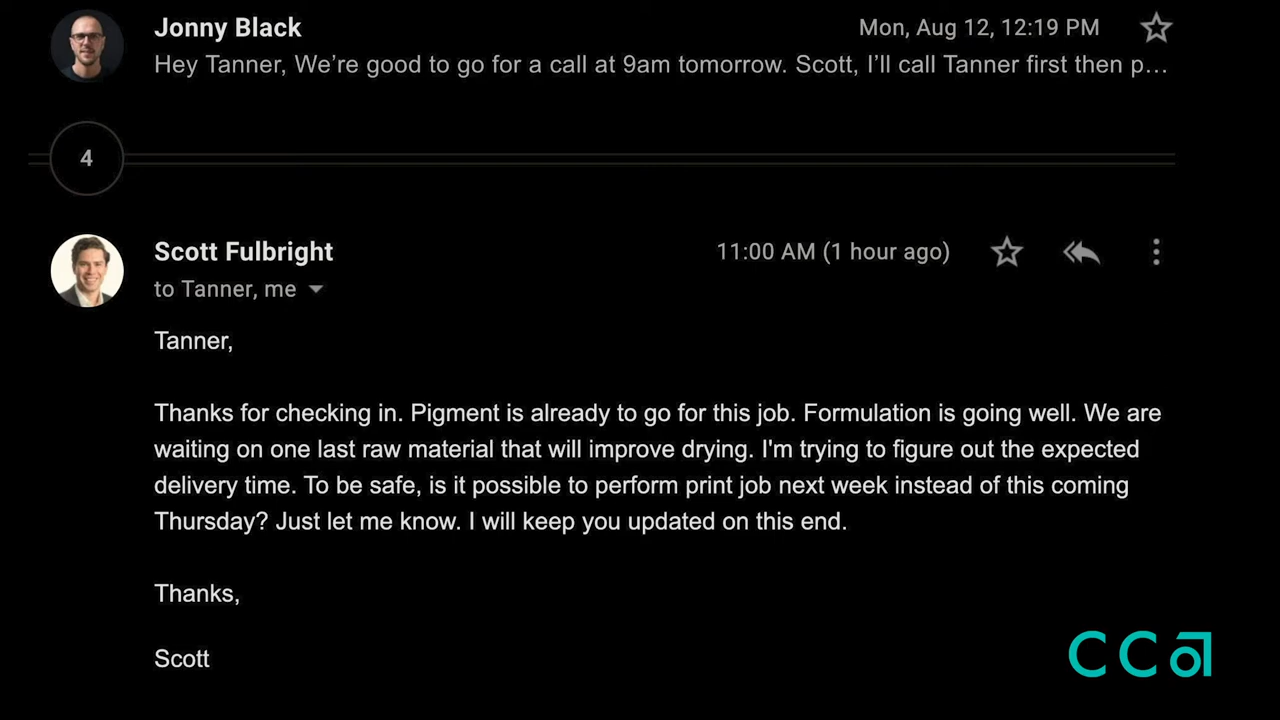 Jonny Black
Mon, Aug 12, 12:19 PM
Hey Tanner, We’re good to go for a call at 9am tomorrow. Scott, I’ll call Tanner first then p…
4
Scott Fulbright
11:00 AM (1 hour ago)
to Tanner, me
Tanner,
Thanks for checking in. Pigment is already to go for this job. Formulation is going well. We are
waiting on one last raw material that will improve drying. I'm trying to figure out the expected
delivery time. To be safe, is it possible to perform print job next week instead of this coming
Thursday? Just let me know. I will keep you updated on this end.
Thanks,
Scott
CCa